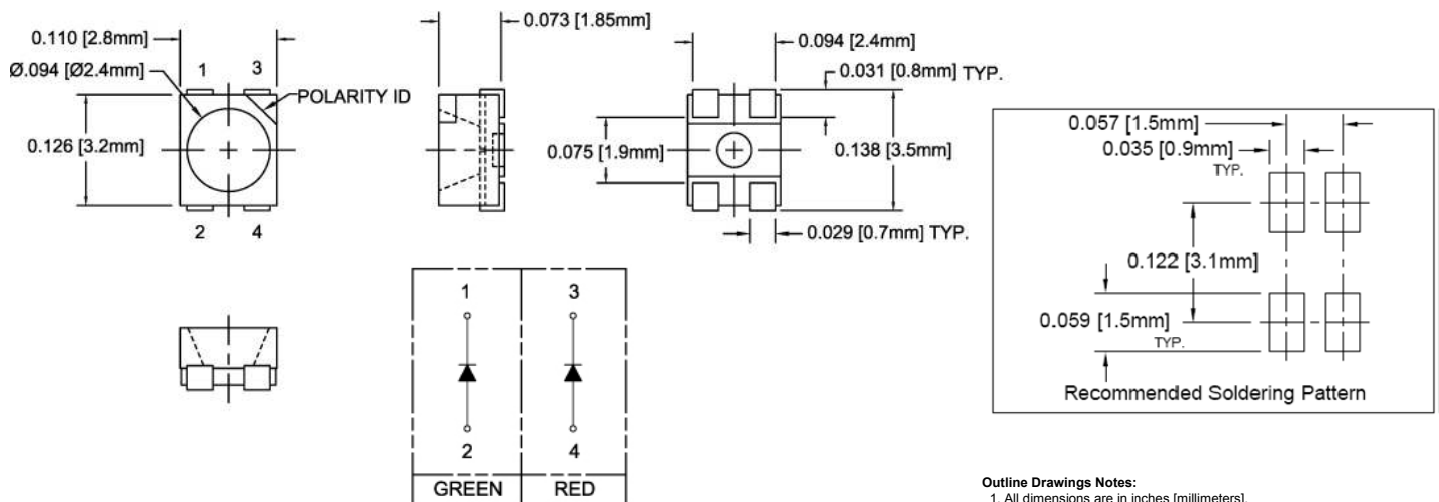 0.110 [2.8mm]
Ø.094 [Ø2.4mm]
1
3
POLARITY ID
0.126 [3.2mm]
2
4
0.073 [1.85mm]
0.094 [2.4mm]
0.031 [0.8mm] TYP.
0.075 [1.9mm]
0.138 [3.5mm]
0.029 [0.7mm] TYP.
0.057 [1.5mm]
0.035 [0.9mm]
TYP.
0.122 [3.1mm]
0.059 [1.5mm]
TYP.
Recommended Soldering Pattern
1
3
2
4
GREEN
RED
Outline Drawings Notes:
1. All dimensions are in inches [millimeters].